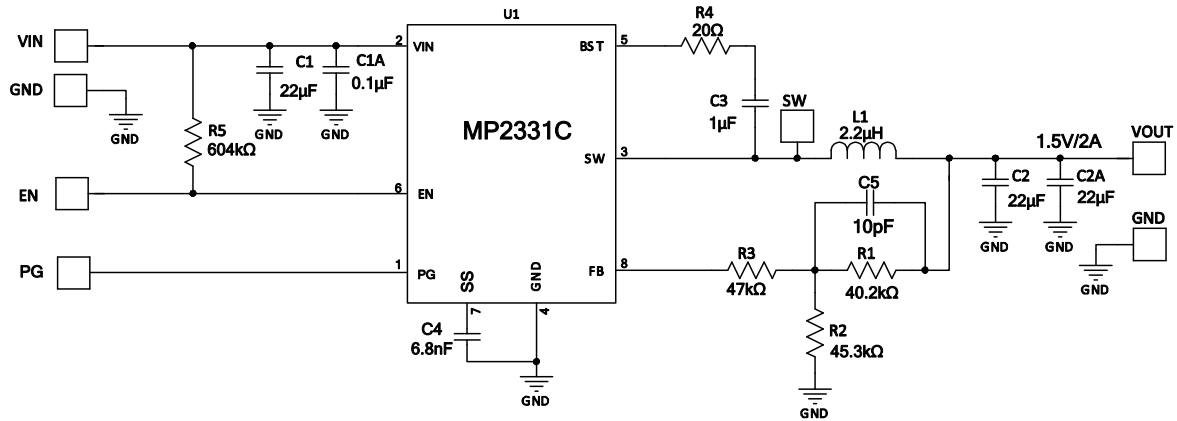 U1
VIN
2
VIN
C1
22µF
C1A
0.1µF
GND
GND
GND
GND
R5
604kΩ
EN
6
EN
PG
1
PG
MP2331C
SS
7
GND
4
C4
6.8nF
GND
BST
5
R4
20Ω
C3
1µF
SW
SW
3
L1
2.2µH
1.5V/2A
VOUT
C2
22µF
C2A
22µF
GND
GND
GND
GND
C5
10pF
FB
8
R3
47kΩ
R1
40.2kΩ
R2
45.3kΩ
GND